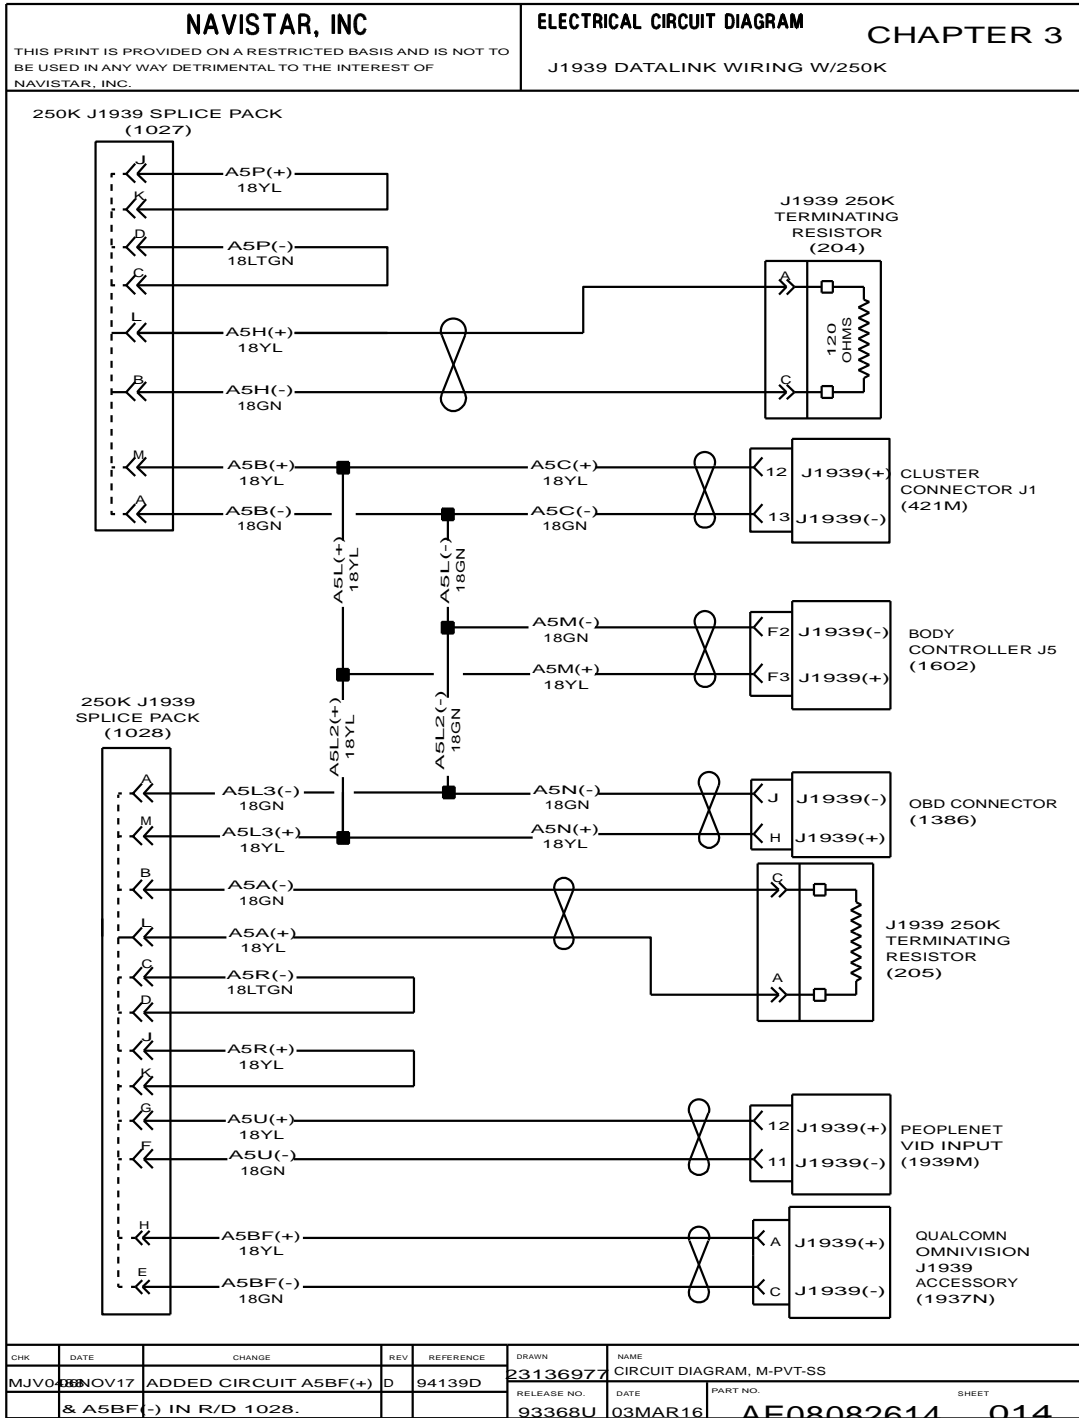 NAVISTAR, INC
THIS PRINT IS PROVIDED ON A RESTRICTED BASIS AND IS NOT TO
BE USED IN ANY WAY DETRIMENTAL TO THE INTEREST OF
NAVISTAR, INC.
ELECTRICAL CIRCUIT DIAGRAM
CHAPTER 3
J1939 DATALINK WIRING W/250K
250K J1939 SPLICE PACK
(1027)
J
A5P(+)
18YL
K
D
A5P(-)
18LTGN
C
L
A5H(+)
18YL
B
A5H(-)
18GN
J1939 250K
TERMINATING
RESISTOR
(204)
A
120
OHMS
C
M
A5B(+)
18YL
A5C(+)
18YL
12
J1939(+)
A
A5B(-)
18GN
A5C(-)
18GN
13
J1939(-)
CLUSTER
CONNECTOR J1
(421M)
A5L(+)
18YL
A5L(-)
18GN
A5M(-)
18GN
F2
J1939(-)
A5M(+)
18YL
F3
J1939(+)
BODY
CONTROLLER J5
(1602)
A5L2(+)
18YL
A5L2(-)
18GN
250K J1939
SPLICE PACK
(1028)
A
A5L3(-)
18GN
A5N(-)
18GN
J
J1939(-)
M
A5L3(+)
18YL
A5N(+)
18YL
H
J1939(+)
OBD CONNECTOR
(1386)
B
A5A(-)
18GN
C
L
A5A(+)
18YL
A
J1939 250K
TERMINATING
RESISTOR
(205)
C
A5R(-)
18LTGN
D
J
A5R(+)
18YL
K
G
A5U(+)
18YL
12
J1939(+)
F
A5U(-)
18GN
11
J1939(-)
PEOPLENET
VID INPUT
(1939M)
H
A5BF(+)
18YL
A
J1939(+)
E
A5BF(-)
18GN
C
J1939(-)
QUALCOMN
OMNIVISION
J1939
ACCESSORY
(1937N)
CHK
DATE
CHANGE
REV
REFERENCE
NOV17
ADDED CIRCUIT A5BF(+)
D
94139D
& A5BF(-) IN R/D 1028.
DRAWN
23136977
NAME
CIRCUIT DIAGRAM, M-PVT-SS
RELEASE NO.
93368U
DATE
03MAR16
PART NO.
AE08082614
SHEET
014